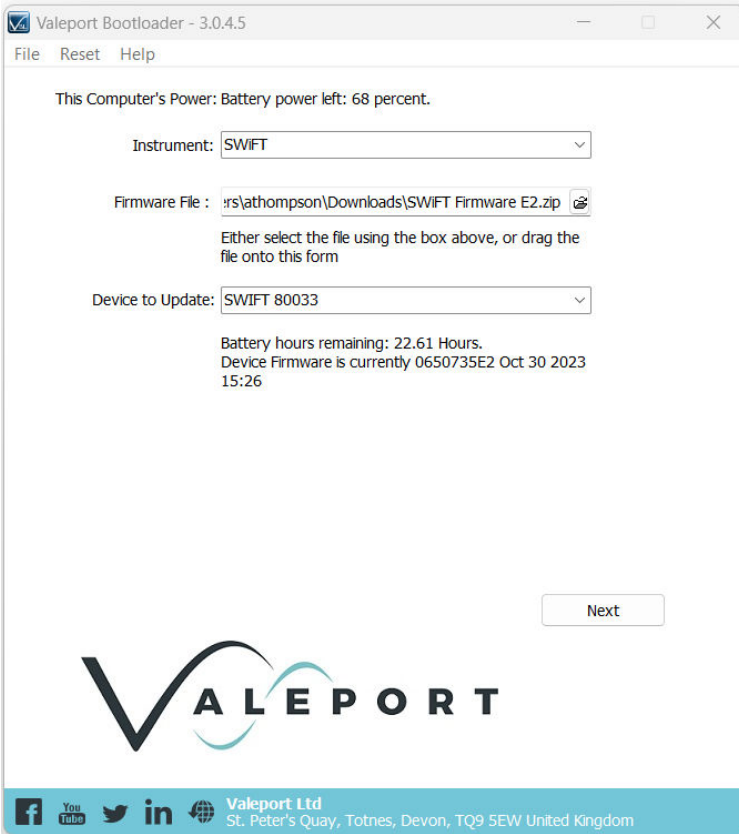 Valeport Bootloader - 3.0.4.5
File Reset Help
This Computer's Power: Battery power left: 68 percent.
Instrument: SWiFT
Firmware File : :rs\athompson\Downloads\SWiFT Firmware E2.zip
Either select the file using the box above, or drag the
file onto this form
Device to Update: SWIFT 80033
Battery hours remaining: 22.61 Hours.
Device Firmware is currently 0650735E2 Oct 30 2023
15:26
Next
VALEPORT
You
Tube
Valeport Ltd
St. Peter's Quay, Totnes, Devon, TQ9 5EW United Kingdom